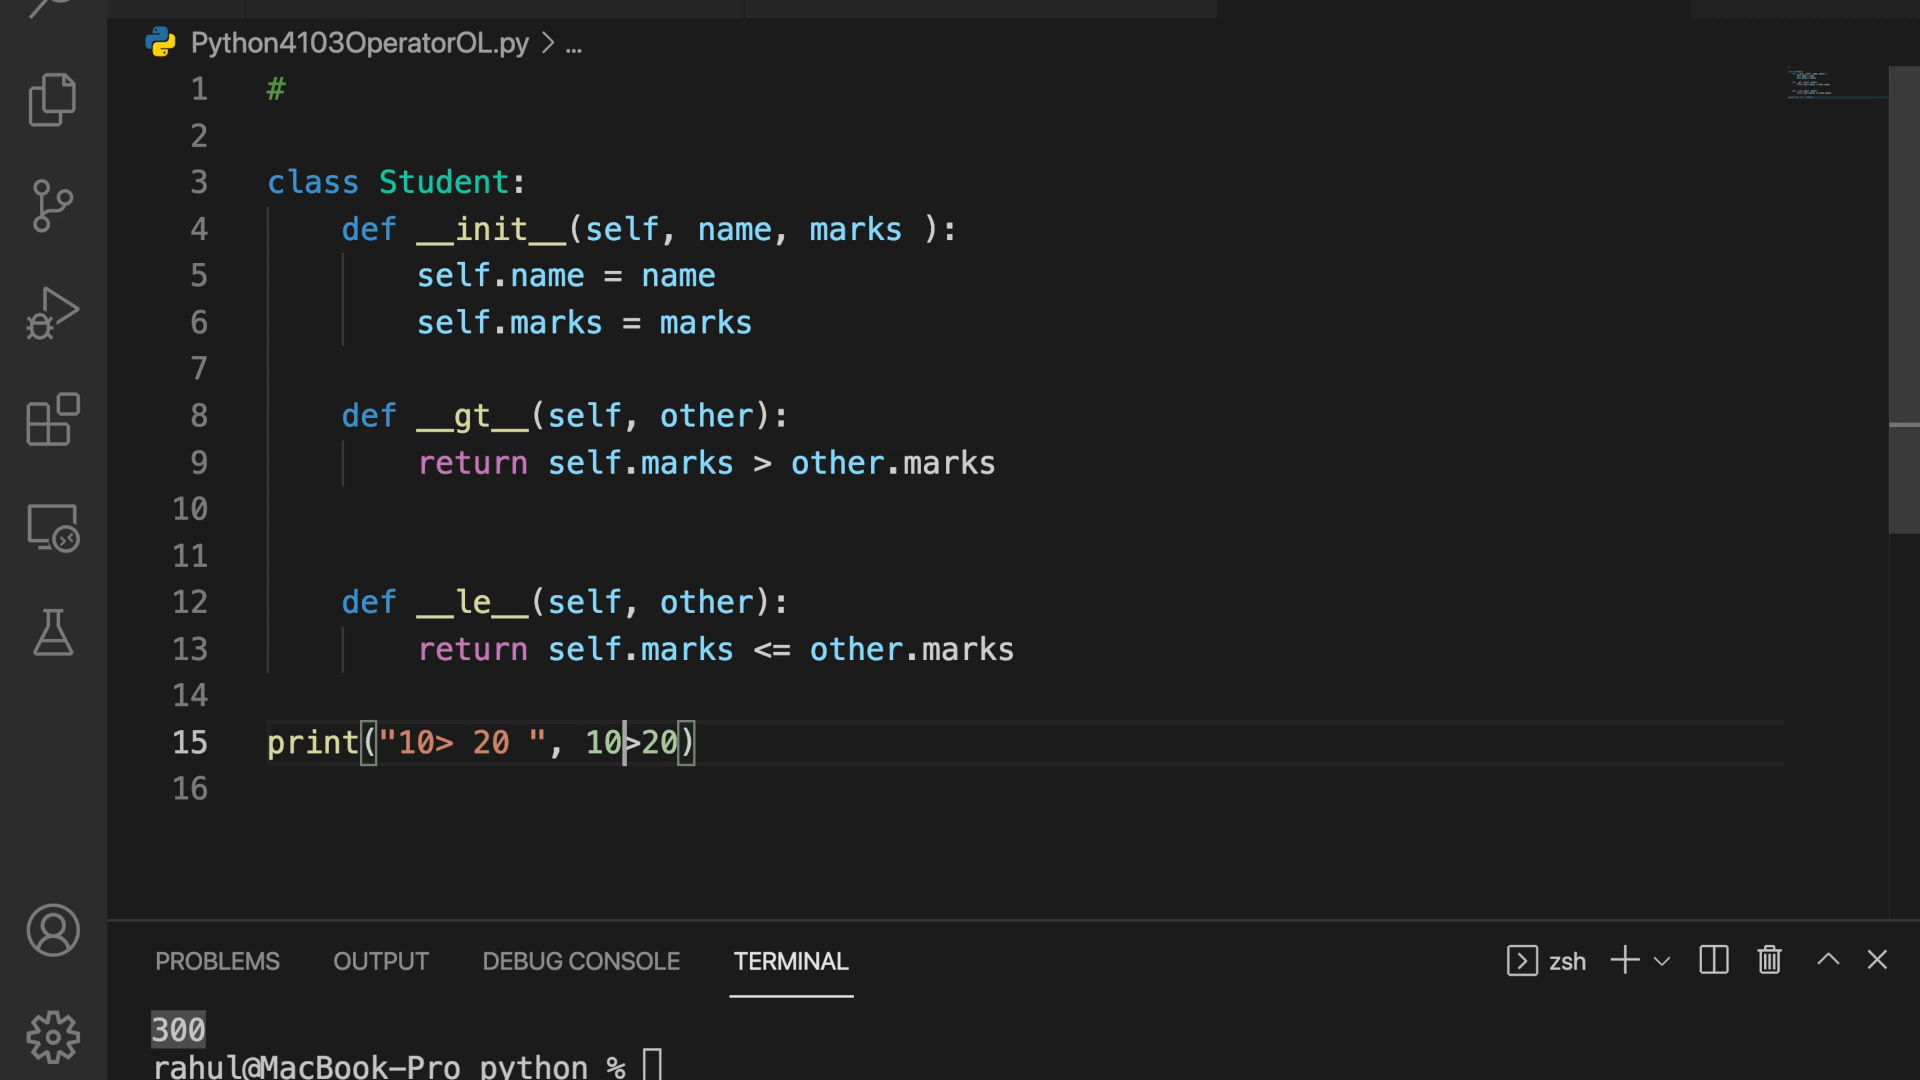 Python4103OperatorOL.py > ...
1 #
2
3 class Student:
4 def __init__(self, name, marks ):
5 self.name = name
6 self.marks = marks
7
8 def __gt__(self, other):
9 return self.marks > other.marks
10
11
12 def __le__(self, other):
13 return self.marks <= other.marks
14
15 print("10> 20 ", 10>20)
16
PROBLEMS OUTPUT DEBUG CONSOLE TERMINAL zsh
300
rahul@MacBook-Pro python %